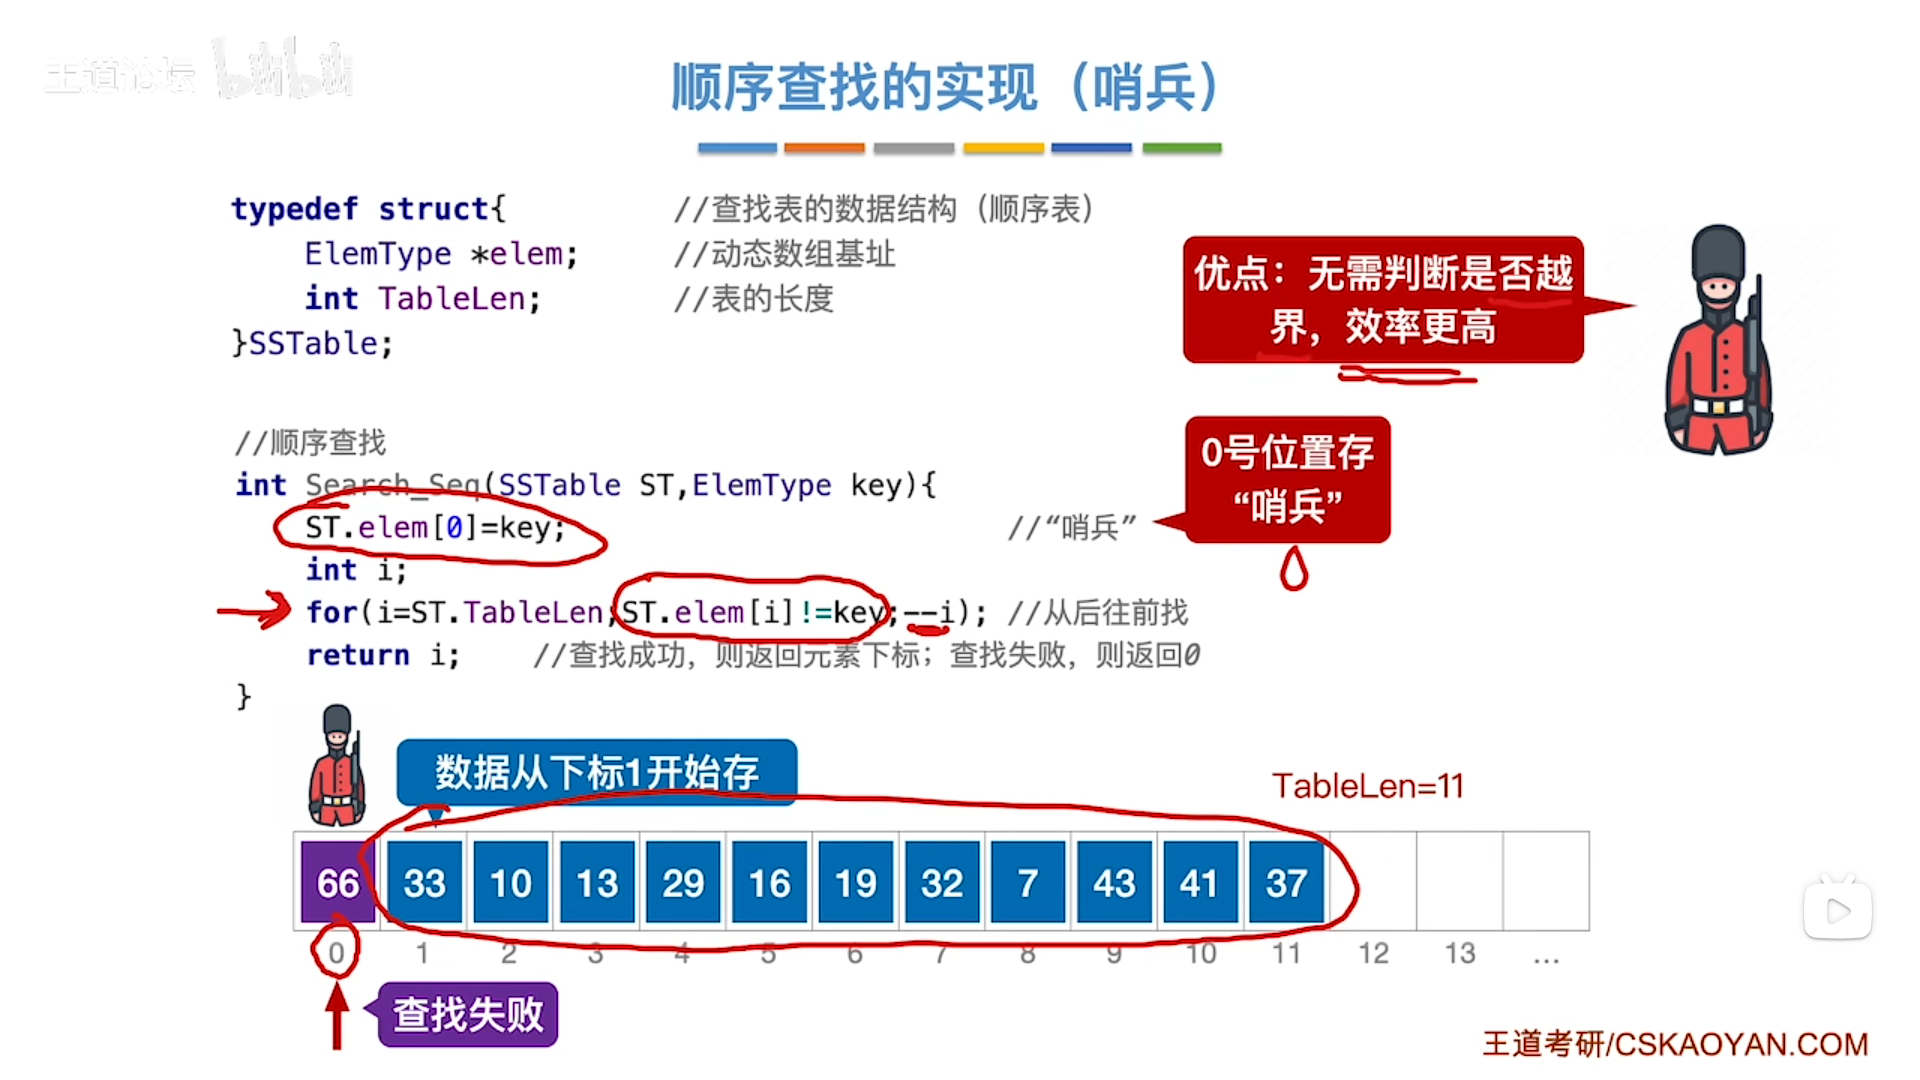 王道论坛 bilibili
顺序查找的实现（哨兵）
typedef struct{ //查找表的数据结构（顺序表）
ElemType *elem; //动态数组基址
int TableLen; //表的长度
}SSTable;
优点：无需判断是否越
界，效率更高
//顺序查找
int Search_Seq(SSTable ST,ElemType key){
ST.elem[0]=key; //“哨兵”
int i;
for(i=ST.TableLen;ST.elem[i]!=key;--i); //从后往前找
return i; //查找成功，则返回元素下标；查找失败，则返回0
}
0号位置存
“哨兵”
数据从下标1开始存
TableLen=11
66 33 10 13 29 16 19 32 7 43 41 37
0 1 2 3 4 5 6 7 8 9 10 11 12 13 ...
查找失败
王道考研/CSKAOYAN.COM